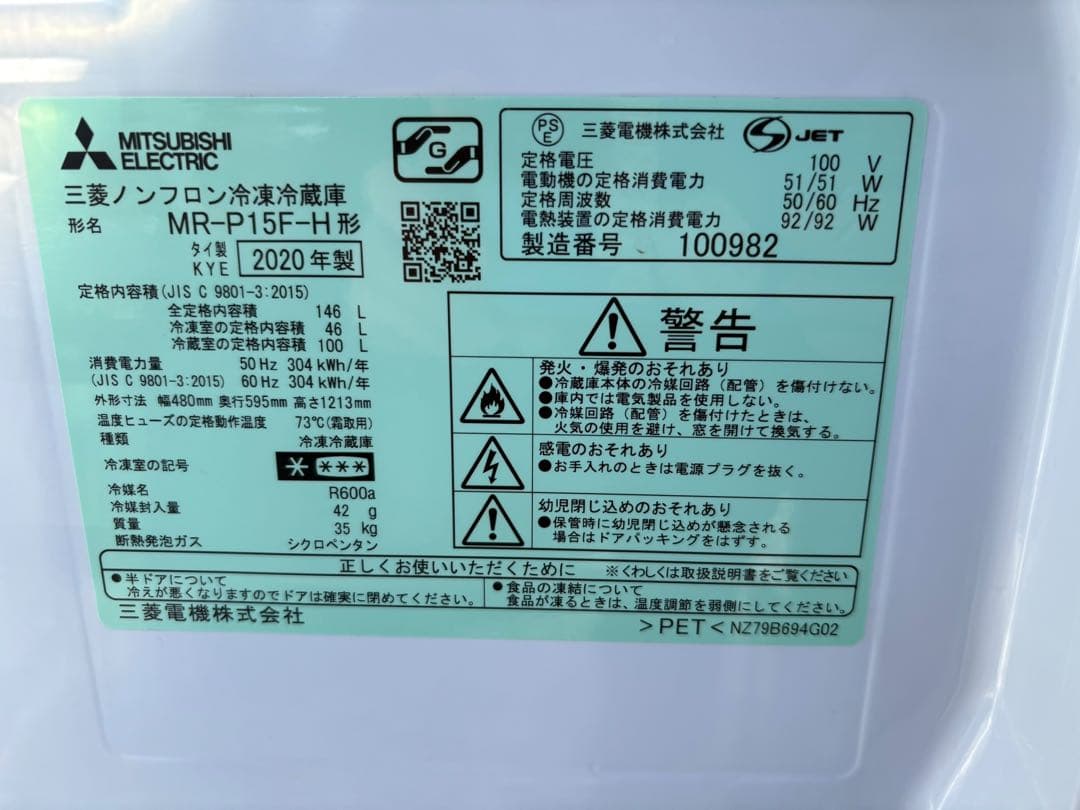 MITSUBISHI
ELECTRIC
三菱ノンフロン冷凍冷蔵庫
形名 MR-P15F-H形
タイ製
KYE 2020年製
定格内容積(JIS C 9801-3:2015)
全定格内容積 146 L
冷凍室の定格内容積 46 L
冷蔵室の定格内容積 100 L
消費電力量 50 Hz 304 kWh/年
(JIS C 9801-3:2015) 60 Hz 304 kWh/年
外形寸法 幅480mm 奥行595mm 高さ1213mm
温度ヒューズの定格動作温度 73℃(霜取用)
種類 冷凍冷蔵庫
冷凍室の記号 * ***
冷媒名 R600a
冷媒封入量 42 g
質量 35 kg
断熱発泡ガス シクロペンタン
G
PS
E
三菱電機株式会社
S JET
定格電圧 100 V
電動機の定格消費電力 51/51 W
定格周波数 50/60 Hz
電熱装置の定格消費電力 92/92 W
製造番号 100982
警告
発火・爆発のおそれあり
●冷蔵庫本体の冷媒回路(配管)を傷付けない。
●庫内では電気製品を使用しない。
●冷媒回路(配管)を傷付けたときは、
火気の使用を避け、窓を開けて換気する。
感電のおそれあり
●お手入れのときは電源プラグを抜く。
幼児閉じ込めのおそれあり
●保管時に幼児閉じ込めが懸念される
場合はドアパッキングをはずす。
正しくお使いいただくために ※くわしくは取扱説明書をご覧ください
●半ドアについて
冷えが悪くなりますのでドアは確実に閉めてください。
●食品の凍結について
食品が凍るときは、温度調節を弱側にしてください。
三菱電機株式会社
>PET< NZ79B694G02